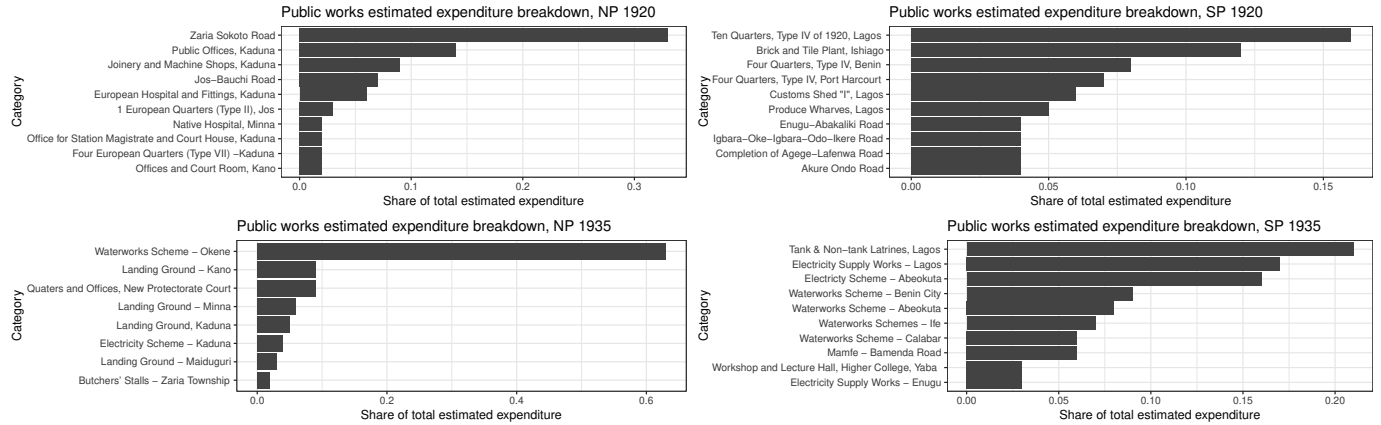 Public works estimated expenditure breakdown, NP 1920
Category
Zaria Sokoto Road
Public Offices, Kaduna
Joinery and Machine Shops, Kaduna
Jos−Bauchi Road
European Hospital and Fittings, Kaduna
1 European Quarters (Type II), Jos
Native Hospital, Minna
Office for Station Magistrate and Court House, Kaduna
Four European Quarters (Type VII) −Kaduna
Offices and Court Room, Kano
0.0 0.1 0.2 0.3
Share of total estimated expenditure
Public works estimated expenditure breakdown, SP 1920
Category
Ten Quarters, Type IV of 1920, Lagos
Brick and Tile Plant, Ishiago
Four Quarters, Type IV, Benin
Four Quarters, Type IV, Port Harcourt
Customs Shed "I", Lagos
Produce Wharves, Lagos
Enugu−Abakaliki Road
Igbara−Oke−Igbara−Odo−Ikere Road
Completion of Agege−Lafenwa Road
Akure Ondo Road
0.00 0.05 0.10 0.15
Share of total estimated expenditure
Public works estimated expenditure breakdown, NP 1935
Category
Waterworks Scheme − Okene
Landing Ground − Kano
Quaters and Offices, New Protectorate Court
Landing Ground − Minna
Landing Ground, Kaduna
Electricity Scheme − Kaduna
Landing Ground − Maiduguri
Butchers' Stalls − Zaria Township
0.0 0.2 0.4 0.6
Share of total estimated expenditure
Public works estimated expenditure breakdown, SP 1935
Category
Tank & Non−tank Latrines, Lagos
Electricity Supply Works − Lagos
Electricty Scheme − Abeokuta
Waterworks Scheme − Benin City
Waterworks Scheme − Abeokuta
Waterworks Schemes − Ife
Waterworks Scheme − Calabar
Mamfe − Bamenda Road
Workshop and Lecture Hall, Higher College, Yaba
Electricity Supply Works − Enugu
0.00 0.05 0.10 0.15 0.20
Share of total estimated expenditure